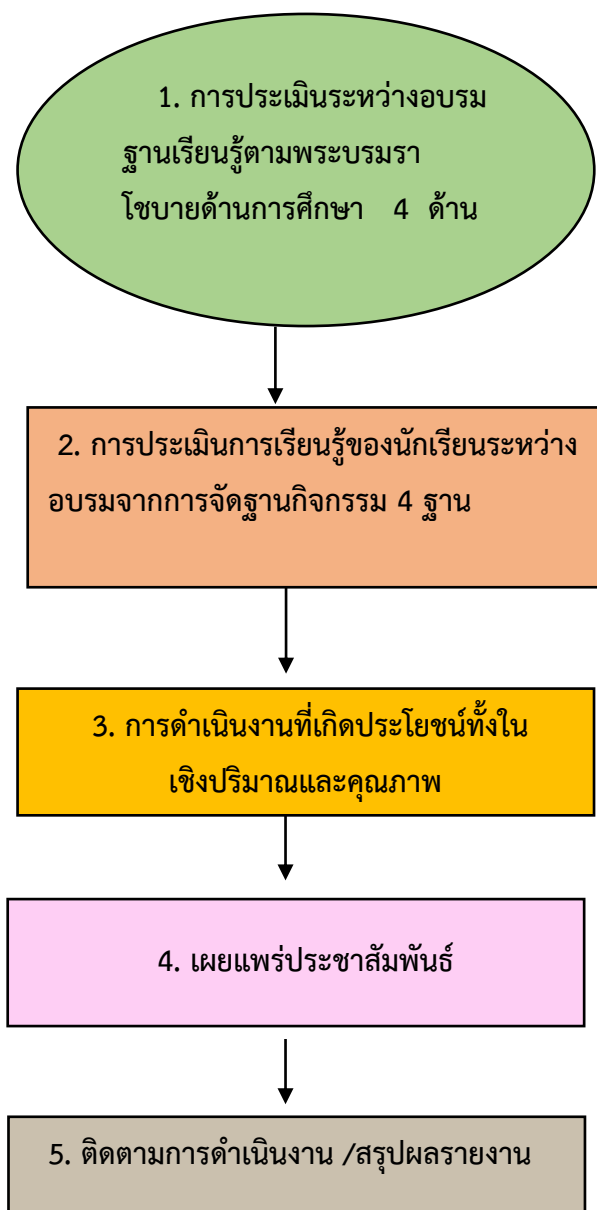 1. การประเมินระหว่างอบรม
ฐานเรียนรู้ตามพระบรมรา
โชบายด้านการศึกษา 4 ด้าน
2. การประเมินการเรียนรู้ของนักเรียนระหว่าง
อบรมจากการจัดฐานกิจกรรม 4 ฐาน
3. การดำเนินงานที่เกิดประโยชน์ทั้งใน
เชิงปริมาณและคุณภาพ
4. เผยแพร่ประชาสัมพันธ์
5. ติดตามการดำเนินงาน /สรุปผลรายงาน